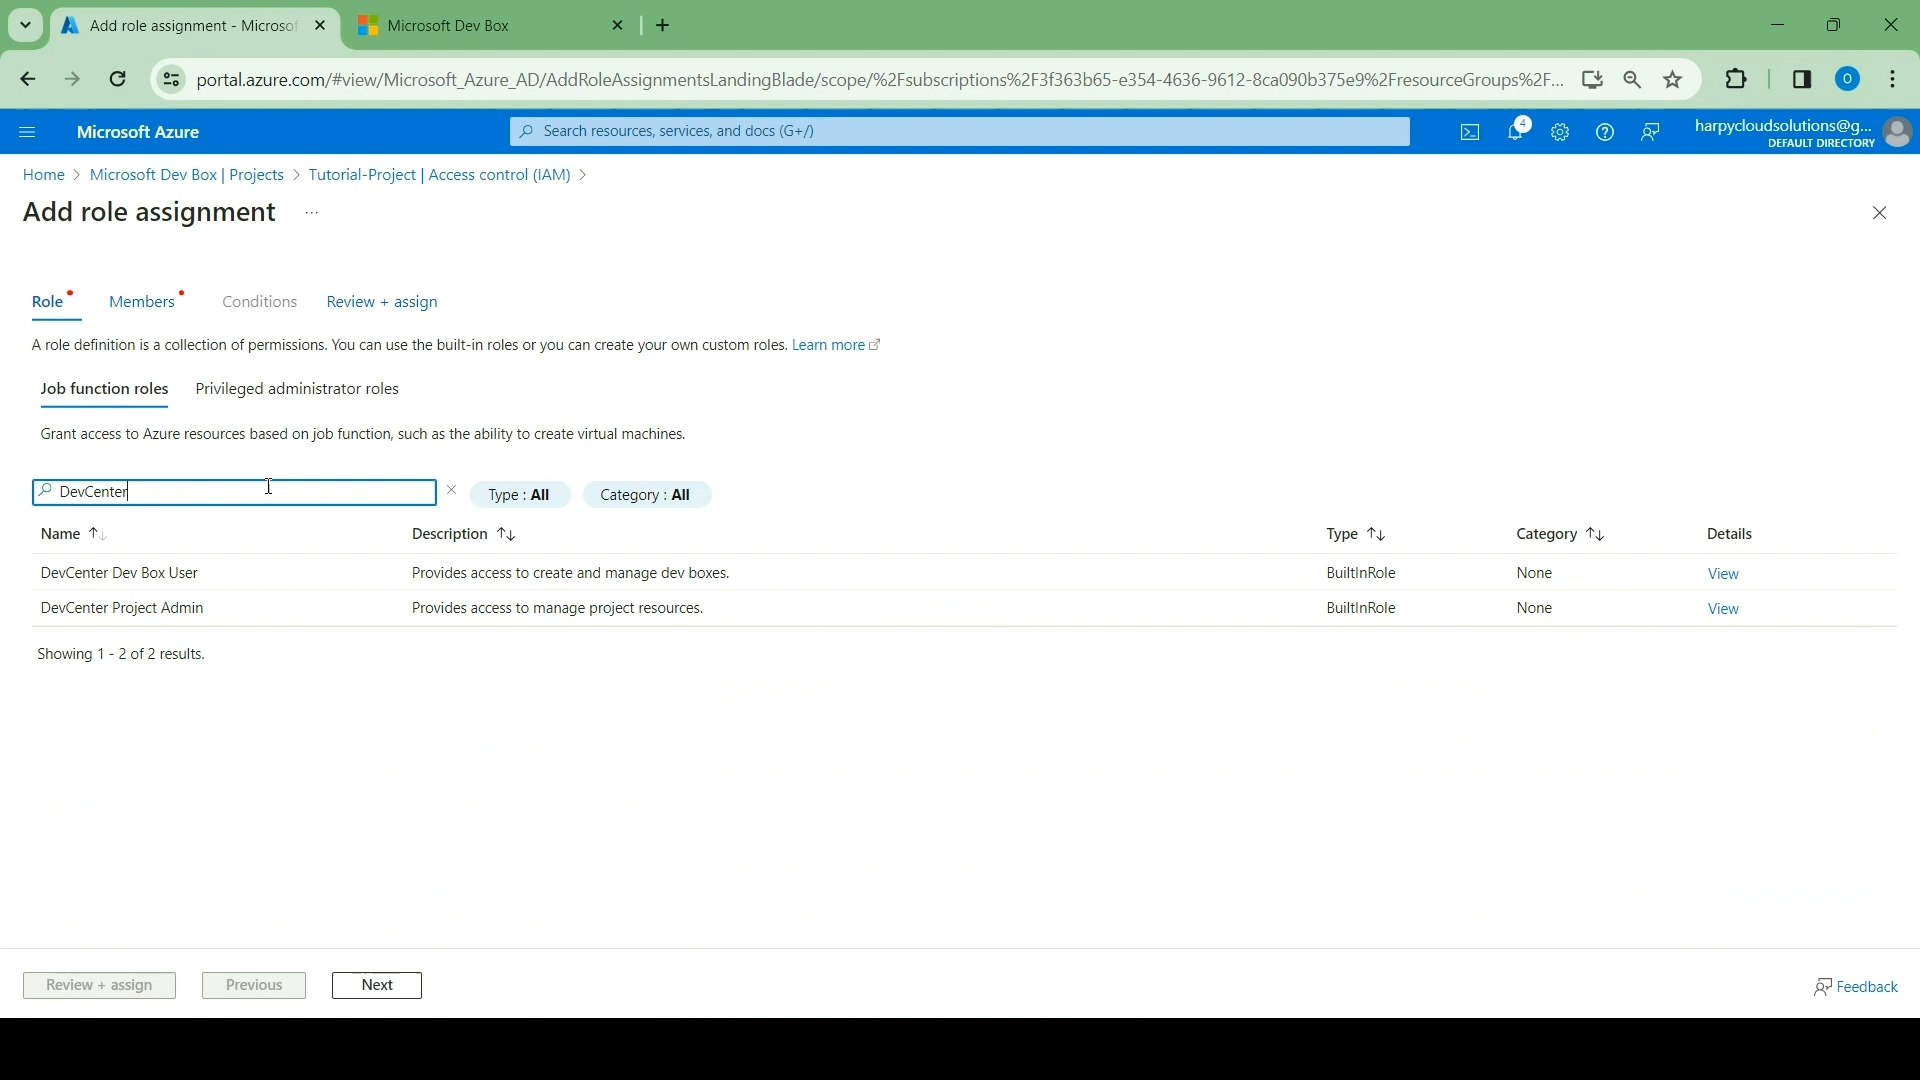 Add role assignment - Microsof
Microsoft Dev Box
portal.azure.com/#view/Microsoft_Azure_AD/AddRoleAssignmentsLandingBlade/scope/%2Fsubscriptions%2F3f363b65-e354-4636-9612-8ca090b375e9%2FresourceGroups%2F...
O
Microsoft Azure
Search resources, services, and docs (G+/)
4
harpycloudsolutions@g...
DEFAULT DIRECTORY
Home > Microsoft Dev Box | Projects > Tutorial-Project | Access control (IAM) >
Add role assignment ...
Role Members Conditions Review + assign
A role definition is a collection of permissions. You can use the built-in roles or you can create your own custom roles. Learn more
Job function roles Privileged administrator roles
Grant access to Azure resources based on job function, such as the ability to create virtual machines.
DevCenter Type : All Category : All
Name Description Type Category Details
DevCenter Dev Box User Provides access to create and manage dev boxes. BuiltInRole None View
DevCenter Project Admin Provides access to manage project resources. BuiltInRole None View
Showing 1 - 2 of 2 results.
Review + assign Previous Next Feedback